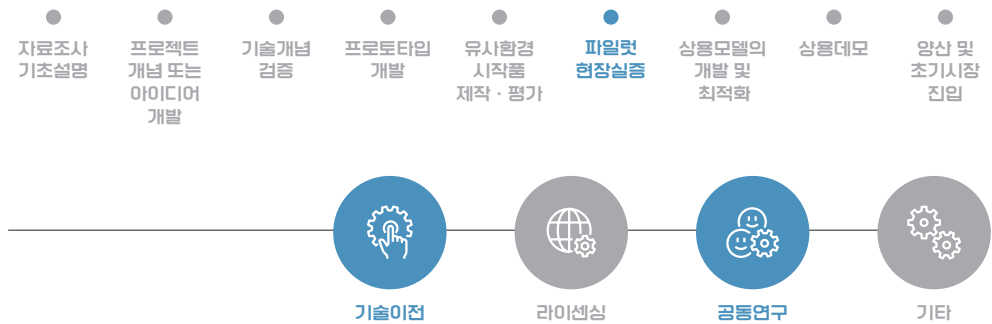 자료조사
기초설명
프로젝트
개념 또는
아이디어
개발
기술개념
검증
프로토타입
개발
유사환경
시작품
제작 · 평가
파일럿
현장실증
상용모델의
개발 및
최적화
상용데모
양산 및
초기시장
진입
기술이전
라이센싱
공동연구
기타